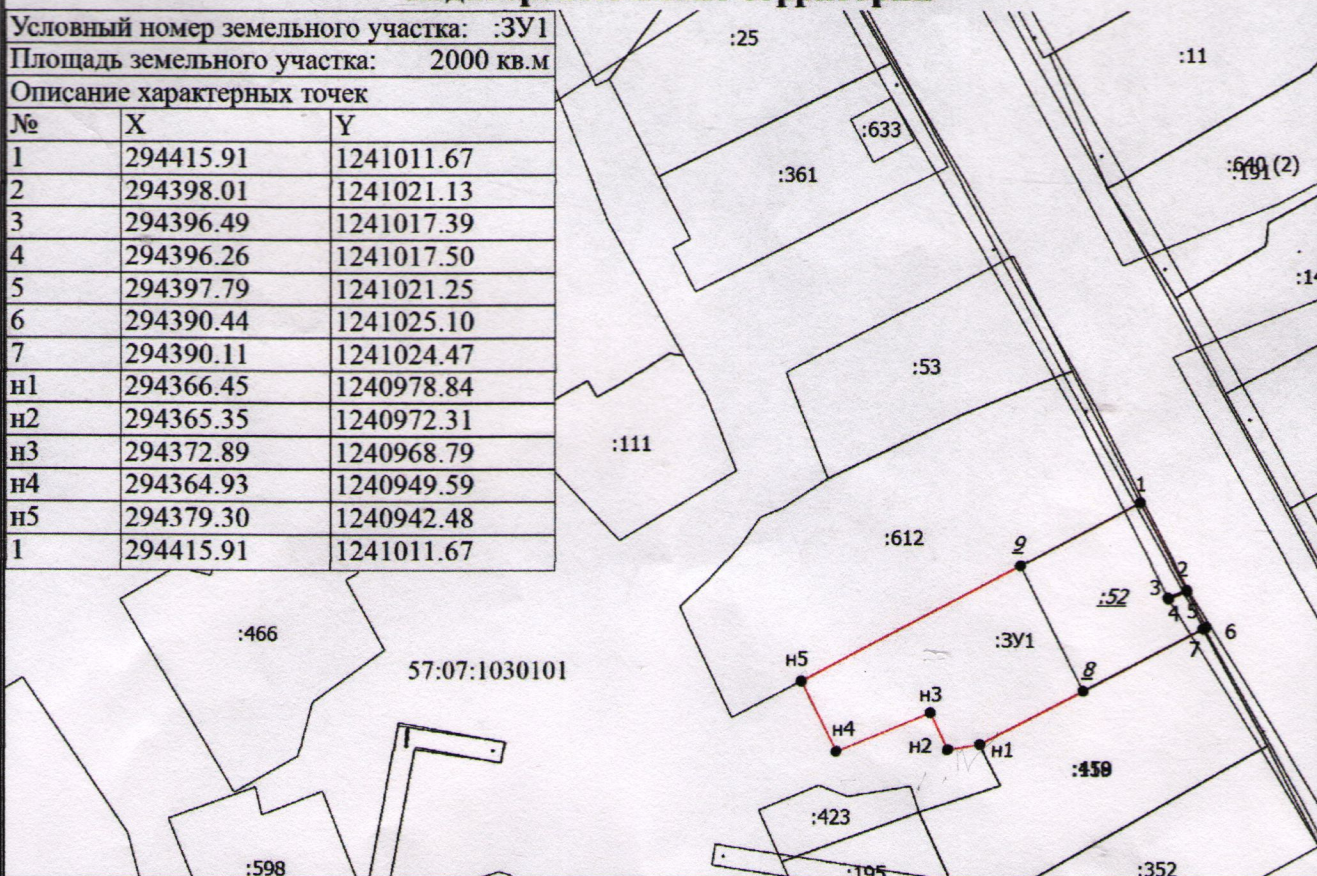 Условный номер земельного участка: :ЗУ1
Площадь земельного участка: 2000 кв.м
Описание характерных точек
№ X Y
1 294415.91 1241011.67
2 294398.01 1241021.13
3 294396.49 1241017.39
4 294396.26 1241017.50
5 294397.79 1241021.25
6 294390.44 1241025.10
7 294390.11 1241024.47
н1 294366.45 1240978.84
н2 294365.35 1240972.31
н3 294372.89 1240968.79
н4 294364.93 1240949.59
н5 294379.30 1240942.48
1 294415.91 1241011.67
:25
:11
:633
:640 (2)
:191
:361
:53
:111
1
:612
9
2
3
:52
4
5
6
:466
:ЗУ1
7
57:07:1030101
н5
8
н3
н4
н2
н1
:423
:598
:195
:352